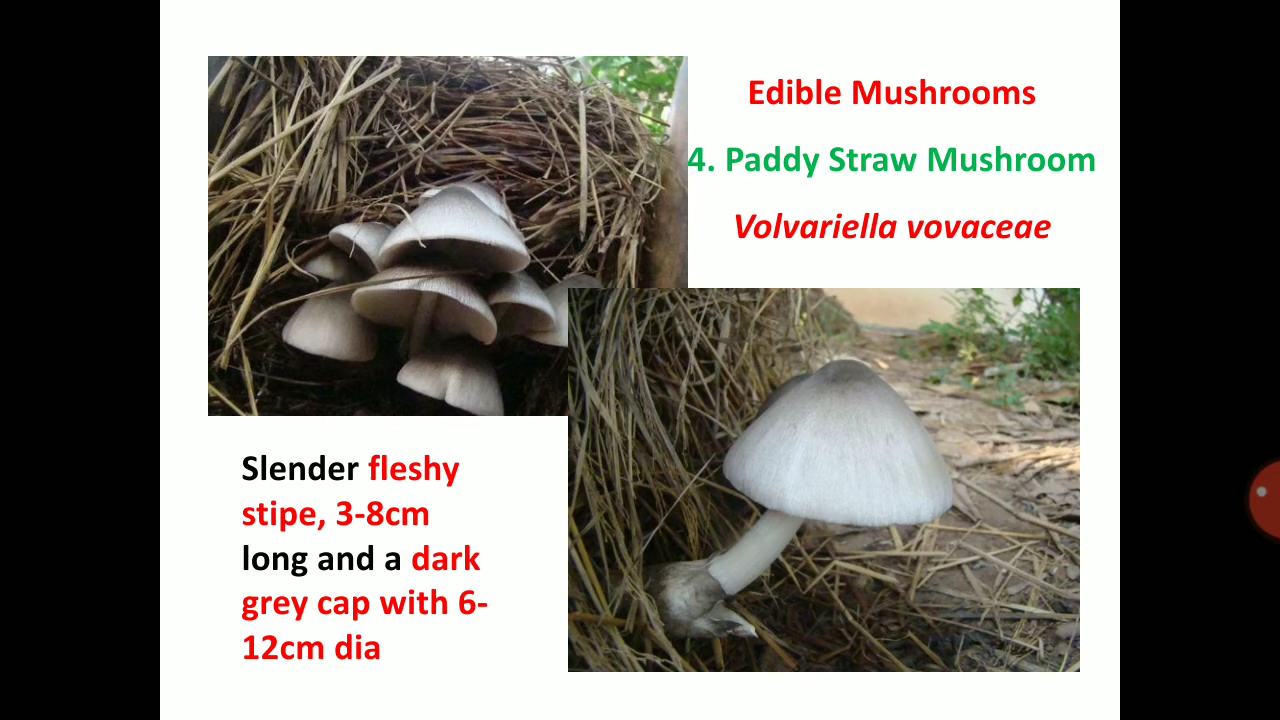 Edible Mushrooms
4. Paddy Straw Mushroom
Volvariella vovaceae
Slender fleshy
stipe, 3-8cm
long and a dark
grey cap with 6-
12cm dia